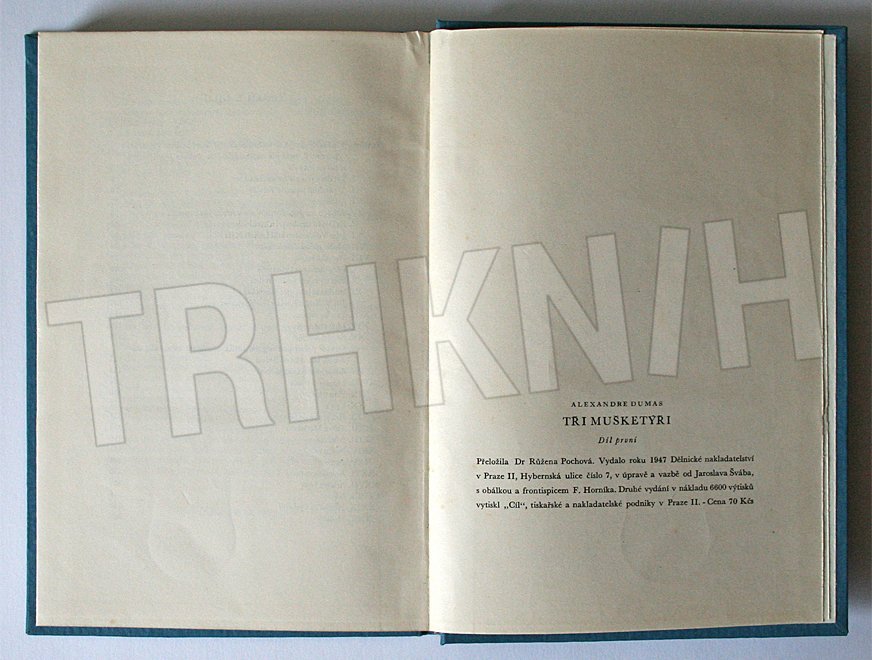 TRHKNIH
ALEXANDRE DUMAS
TŘI MUŠKETÝŘI
Díl první
Přeložila Dr Růžena Pochová. Vydalo roku 1947 Dělnické nakladatelství
v Praze II, Hybernská ulice číslo 7, v úpravě a vazbě od Jaroslava Švába,
s obálkou a frontispicem F. Horníka. Druhé vydání v nákladu 6600 výtisků
vytiskl „Cíl“, tiskařské a nakladatelské podniky v Praze II. - Cena 70 Kčs